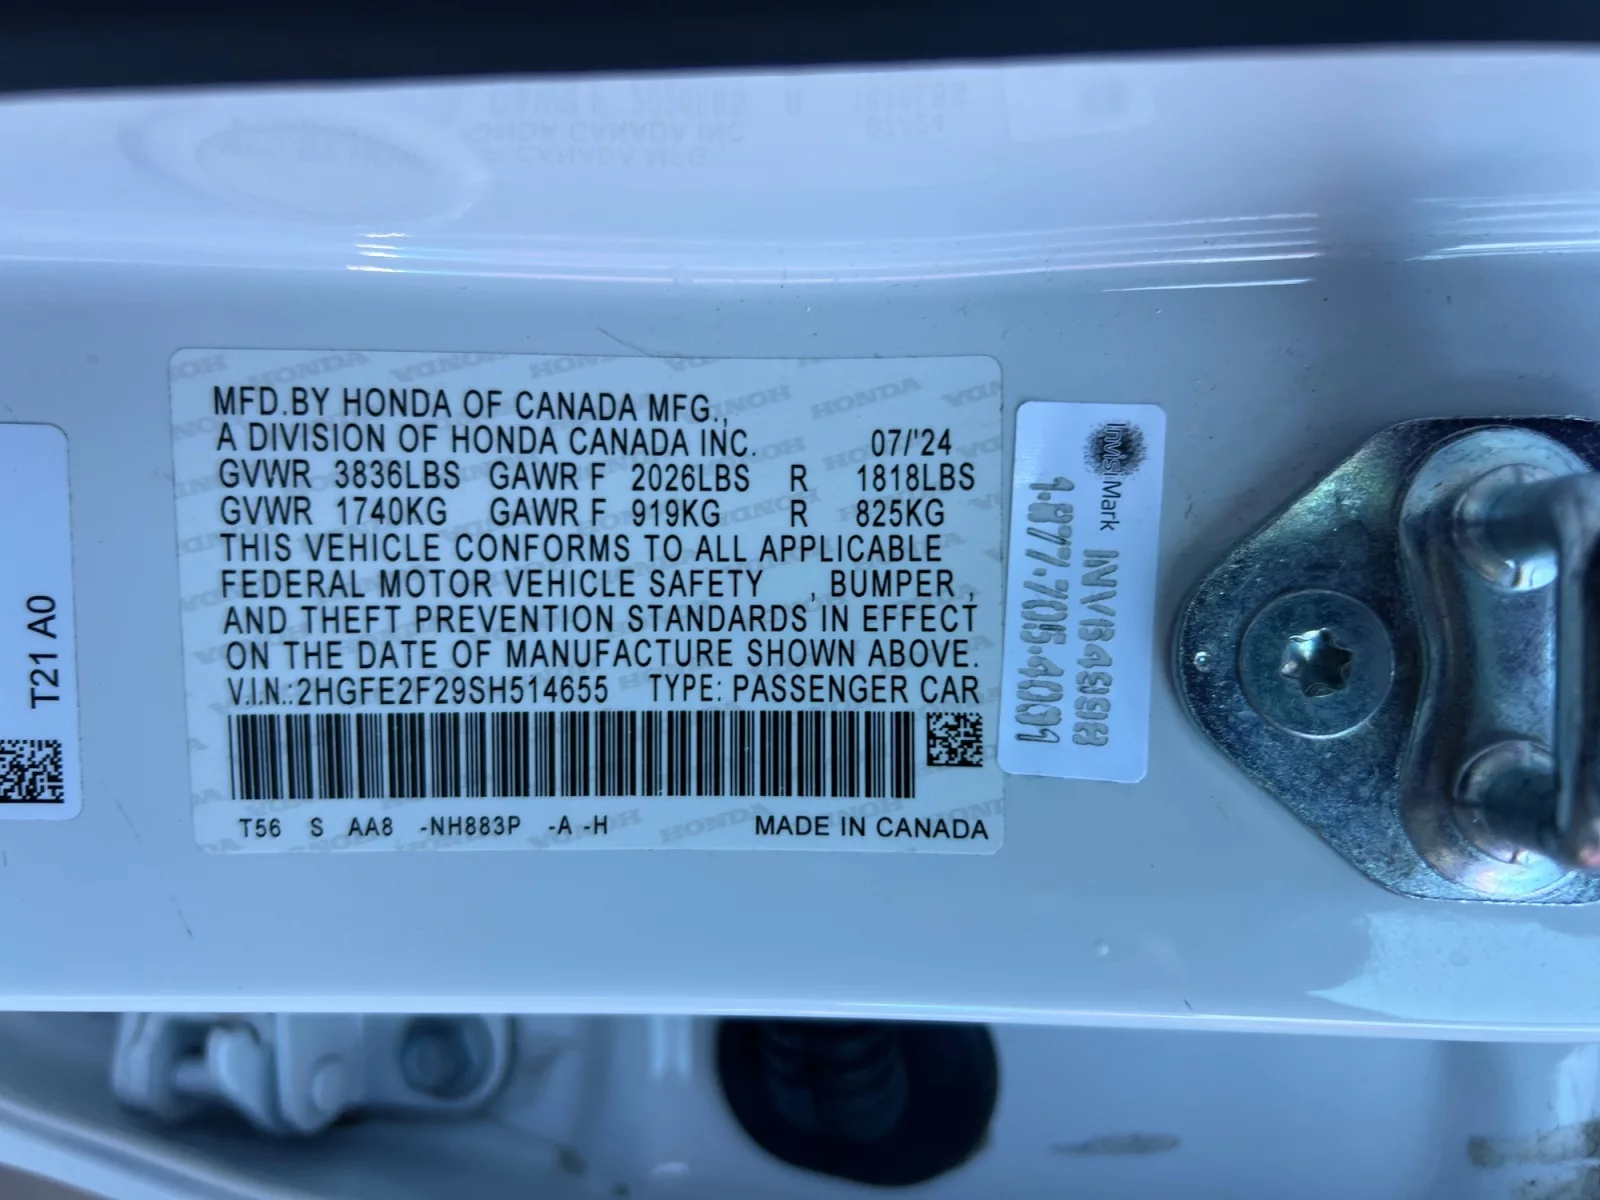 MFD.BY HONDA OF CANADA MFG.,
A DIVISION OF HONDA CANADA INC. 07/'24
GVWR 3836LBS GAWR F 2026LBS R 1818LBS
GVWR 1740KG GAWR F 919KG R 825KG
THIS VEHICLE CONFORMS TO ALL APPLICABLE
FEDERAL MOTOR VEHICLE SAFETY , BUMPER ,
AND THEFT PREVENTION STANDARDS IN EFFECT
ON THE DATE OF MANUFACTURE SHOWN ABOVE.
V.I.N.:2HGFE2F29SH514655 TYPE: PASSENGER CAR
T56 S AA8 -NH883P -A -H MADE IN CANADA
T21 A0
InvisiMark
1.877.705.4001